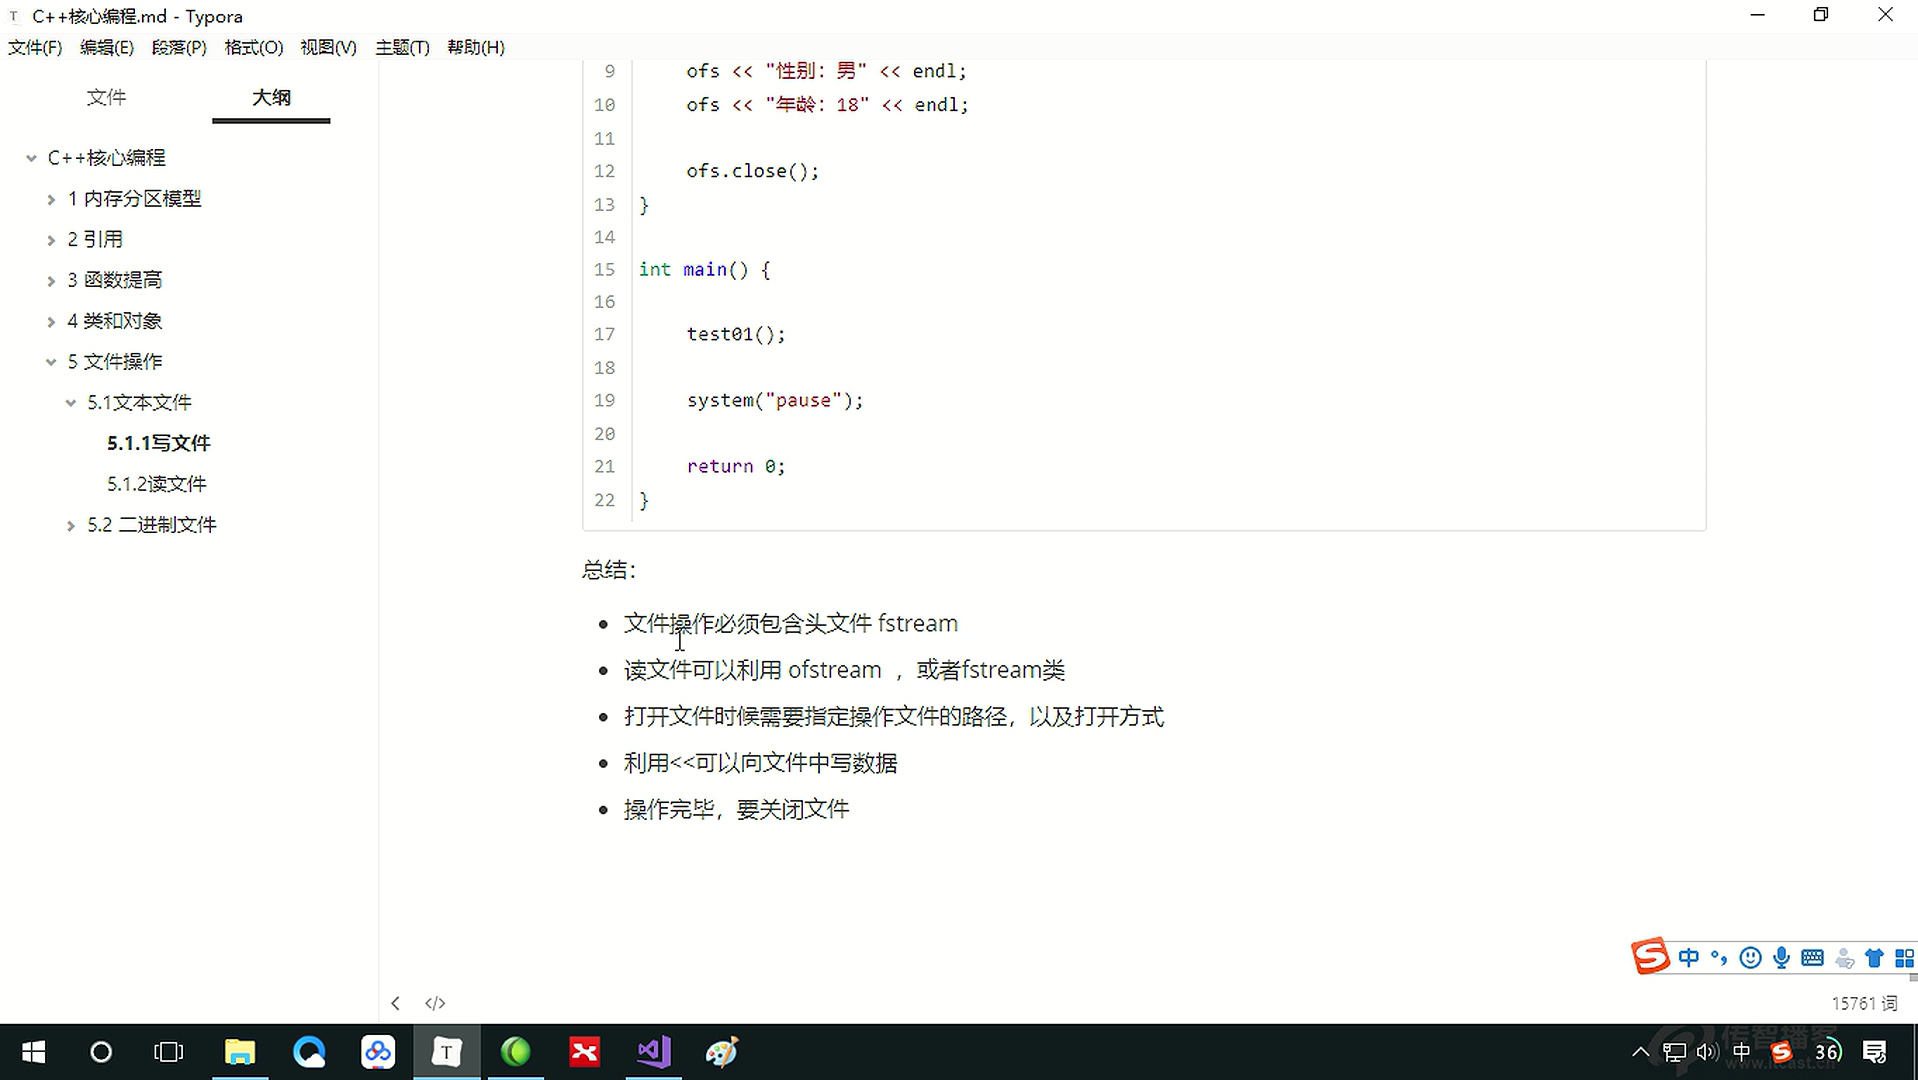 C++核心编程.md - Typora
文件(F) 编辑(E) 段落(P) 格式(O) 视图(V) 主题(T) 帮助(H)
文件 大纲
C++核心编程
1 内存分区模型
2 引用
3 函数提高
4 类和对象
5 文件操作
5.1文本文件
5.1.1写文件
5.1.2读文件
5.2 二进制文件
9 ofs << "性别：男" << endl;
10 ofs << "年龄：18" << endl;
11
12 ofs.close();
13 }
14
15 int main() {
16
17 test01();
18
19 system("pause");
20
21 return 0;
22 }
总结：
文件操作必须包含头文件 fstream
读文件可以利用 ofstream ，或者fstream类
打开文件时候需要指定操作文件的路径，以及打开方式
利用<<可以向文件中写数据
操作完毕，要关闭文件
中
</>
15761 词
T
中
36
传智播客
www.itcast.cn